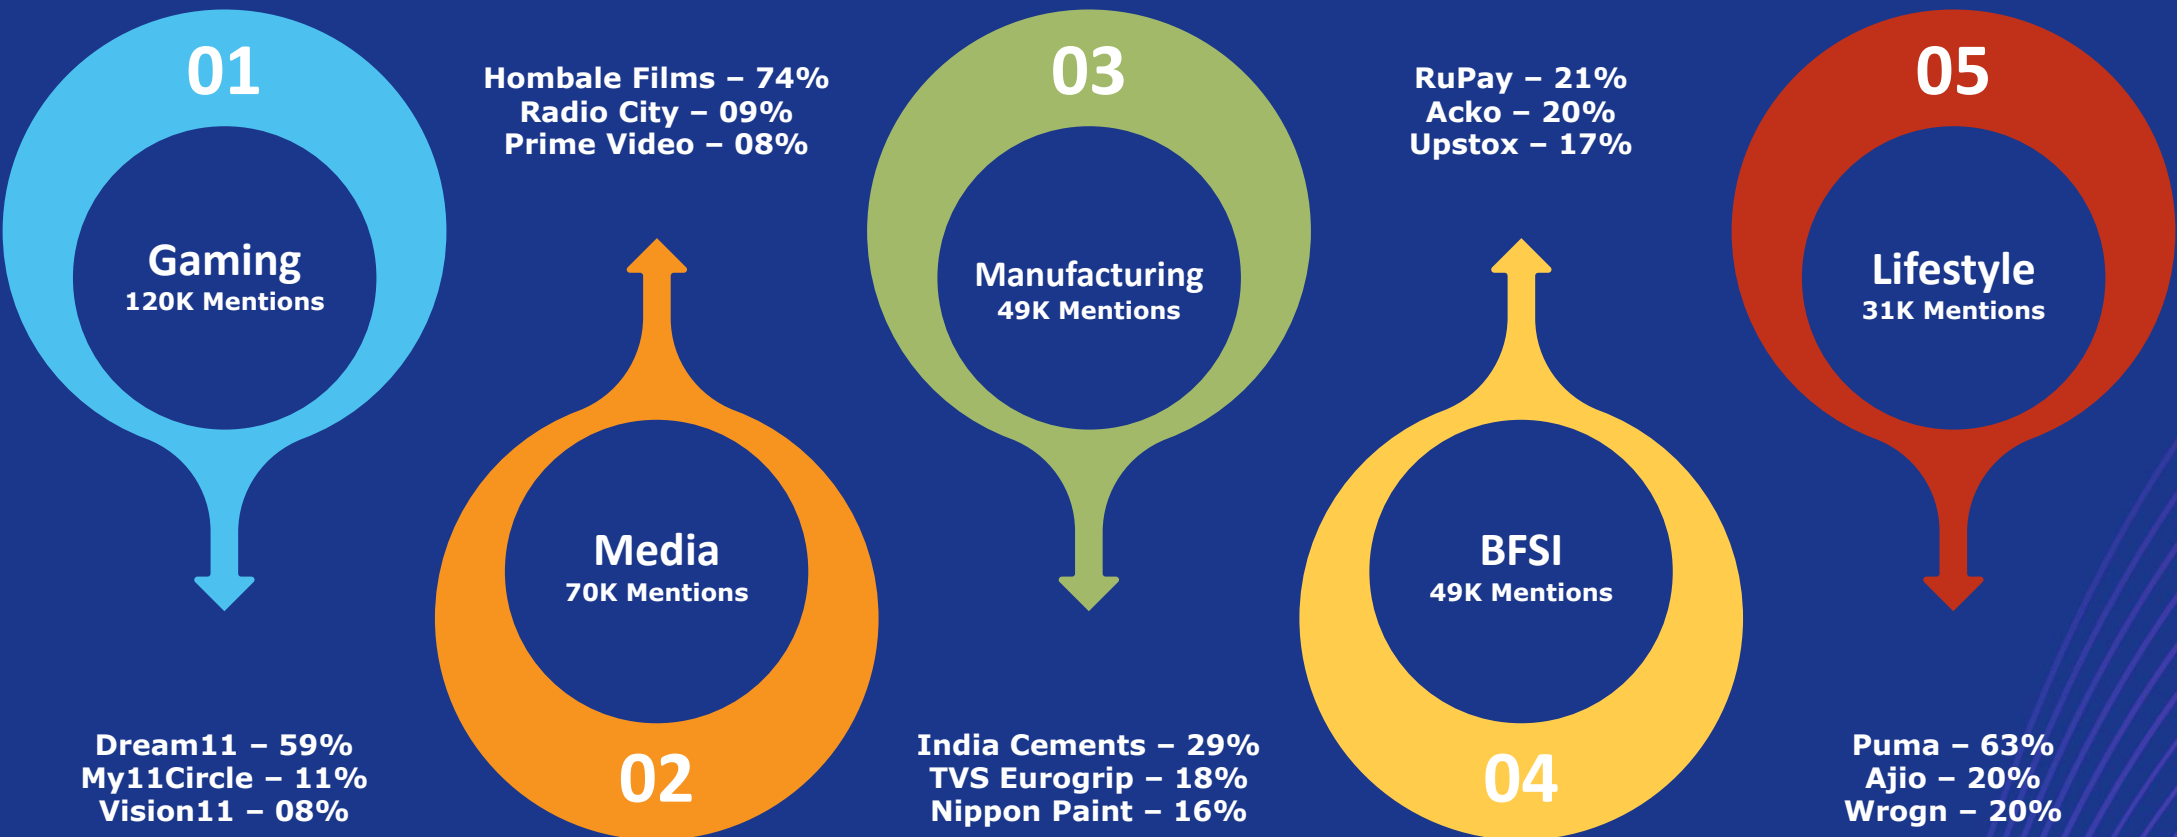 01
Gaming
120K Mentions
Dream11 – 59%
My11Circle – 11%
Vision11 – 08%
Hombale Films – 74%
Radio City – 09%
Prime Video – 08%
Media
70K Mentions
02
03
Manufacturing
49K Mentions
India Cements – 29%
TVS Eurogrip – 18%
Nippon Paint – 16%
RuPay – 21%
Acko – 20%
Upstox – 17%
BFSI
49K Mentions
04
05
Lifestyle
31K Mentions
Puma – 63%
Ajio – 20%
Wrogn – 20%